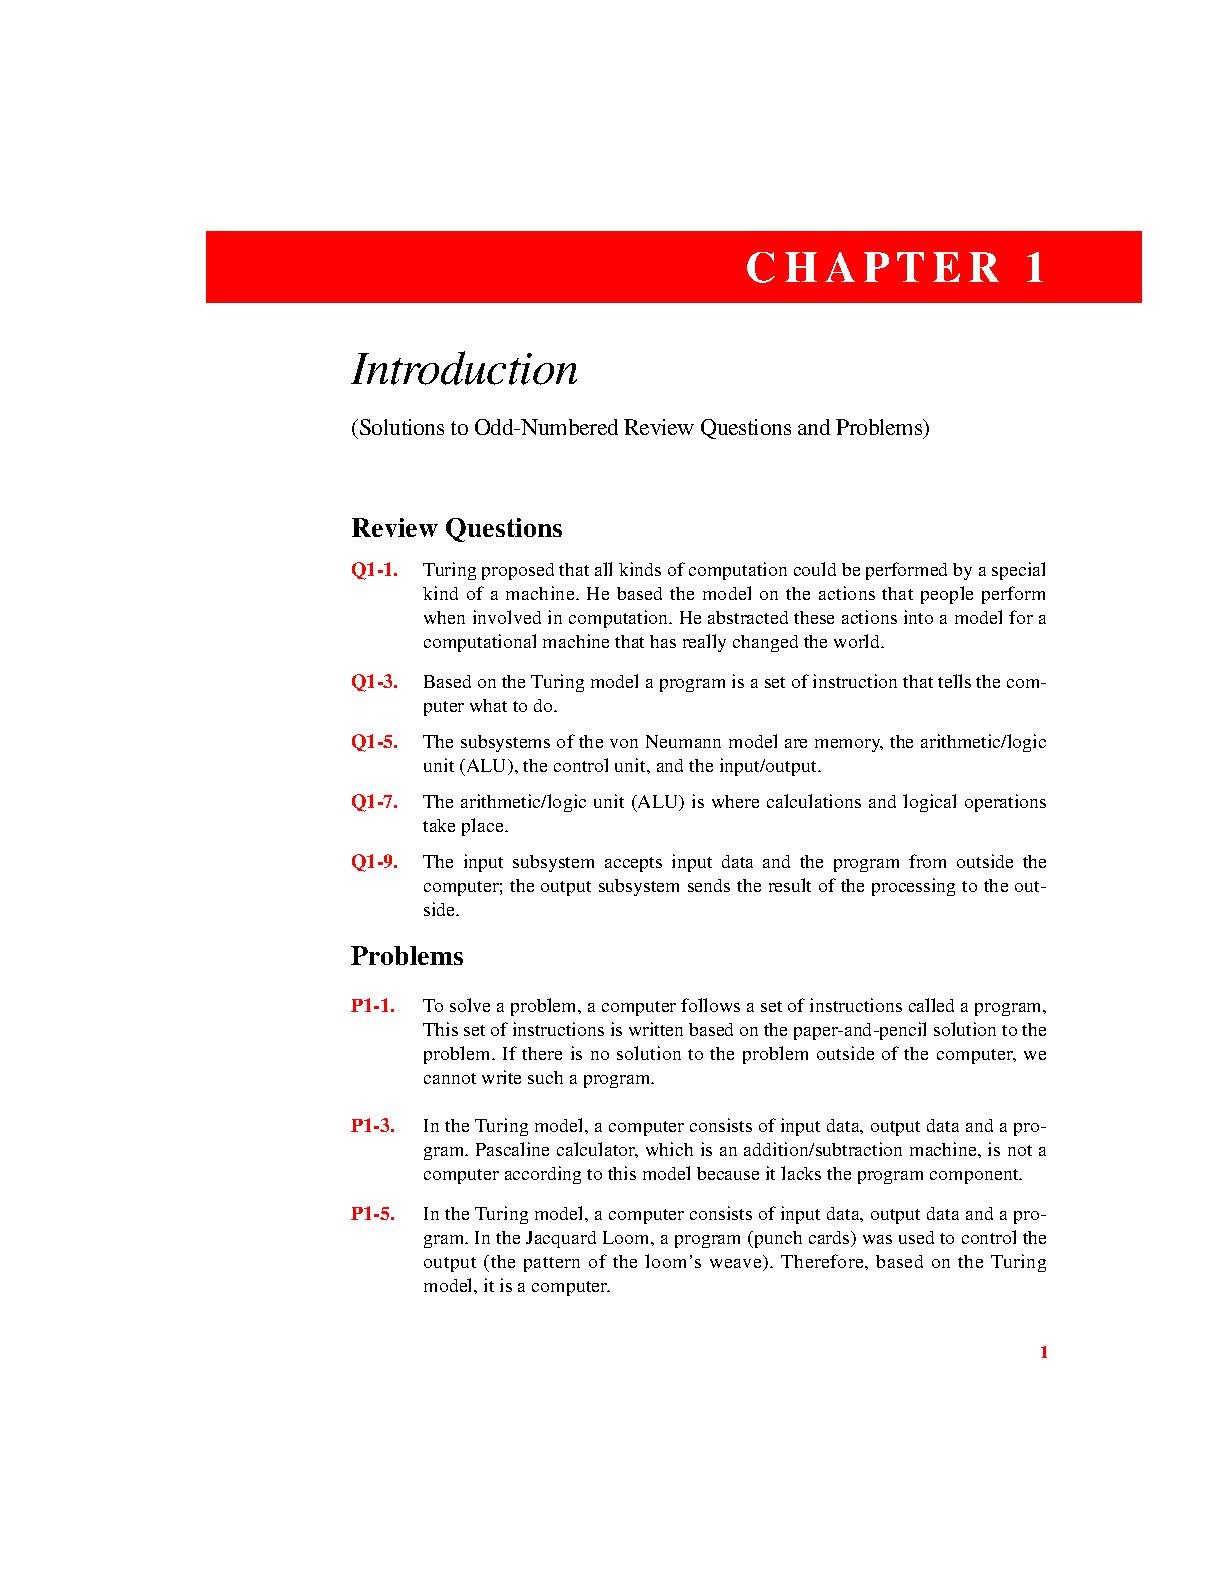 CHAPTER 1
Introduction
(Solutions to Odd-Numbered Review Questions and Problems)
Review Questions
Q1-1. Turing proposed that all kinds of computation could be performed by a special
kind of a machine. He based the model on the actions that people perform
when involved in computation. He abstracted these actions into a model for a
computational machine that has really changed the world.
Q1-3. Based on the Turing model a program is a set of instruction that tells the com-
puter what to do.
Q1-5. The subsystems of the von Neumann model are memory, the arithmetic/logic
unit (ALU), the control unit, and the input/output.
Q1-7. The arithmetic/logic unit (ALU) is where calculations and logical operations
take place.
Q1-9. The input subsystem accepts input data and the program from outside the
computer; the output subsystem sends the result of the processing to the out-
side.
Problems
P1-1. To solve a problem, a computer follows a set of instructions called a program,
This set of instructions is written based on the paper-and-pencil solution to the
problem. If there is no solution to the problem outside of the computer, we
cannot write such a program.
P1-3. In the Turing model, a computer consists of input data, output data and a pro-
gram. Pascaline calculator, which is an addition/subtraction machine, is not a
computer according to this model because it lacks the program component.
P1-5. In the Turing model, a computer consists of input data, output data and a pro-
gram. In the Jacquard Loom, a program (punch cards) was used to control the
output (the pattern of the loom's weave). Therefore, based on the Turing
model, it is a computer.
1